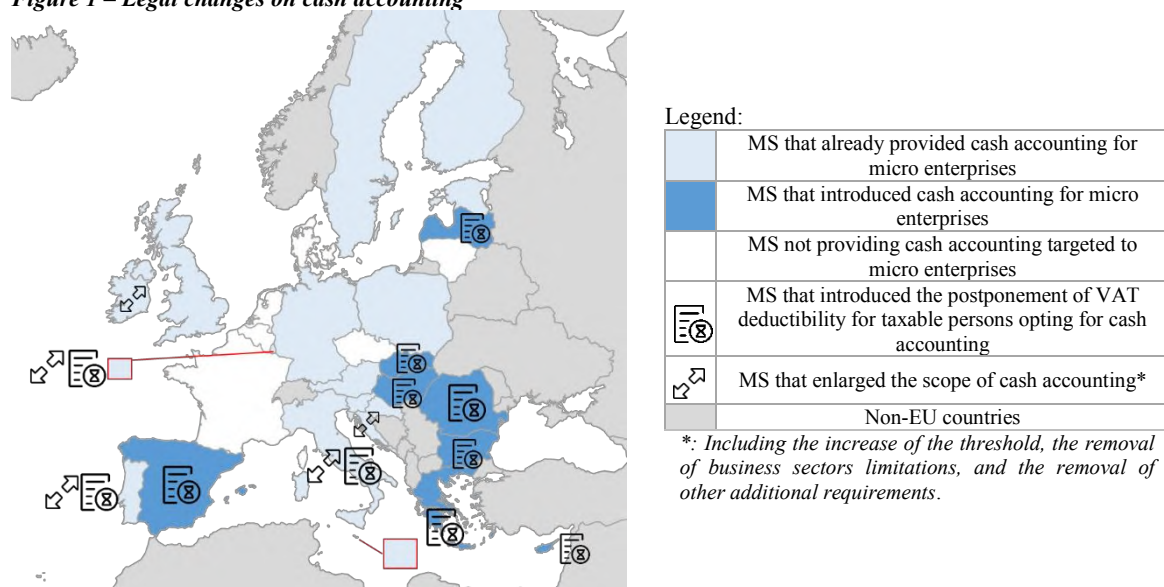 Figure 1 – Legal changes on cash accounting
Legend:
MS that already provided cash accounting for
micro enterprises
MS that introduced cash accounting for micro
enterprises
MS not providing cash accounting targeted to
micro enterprises
MS that introduced the postponement of VAT
deductibility for taxable persons opting for cash
accounting
MS that enlarged the scope of cash accounting*
Non-EU countries
*: Including the increase of the threshold, the removal
of business sectors limitations, and the removal of
other additional requirements.